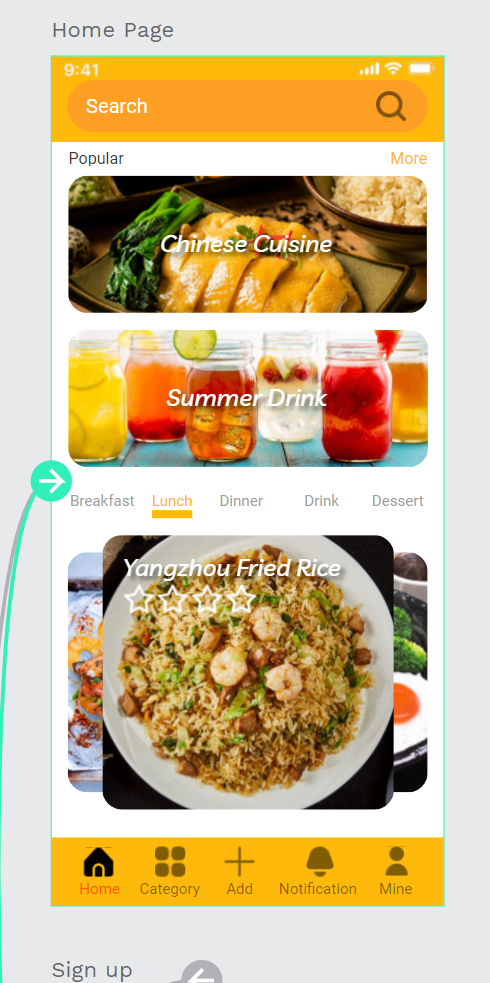 Home Page
9:41
Search
Popular More
Chinese Cuisine
Summer Drink
Breakfast Lunch Dinner Drink Dessert
Yangzhou Fried Rice
Home Category Add Notification Mine
Sign up